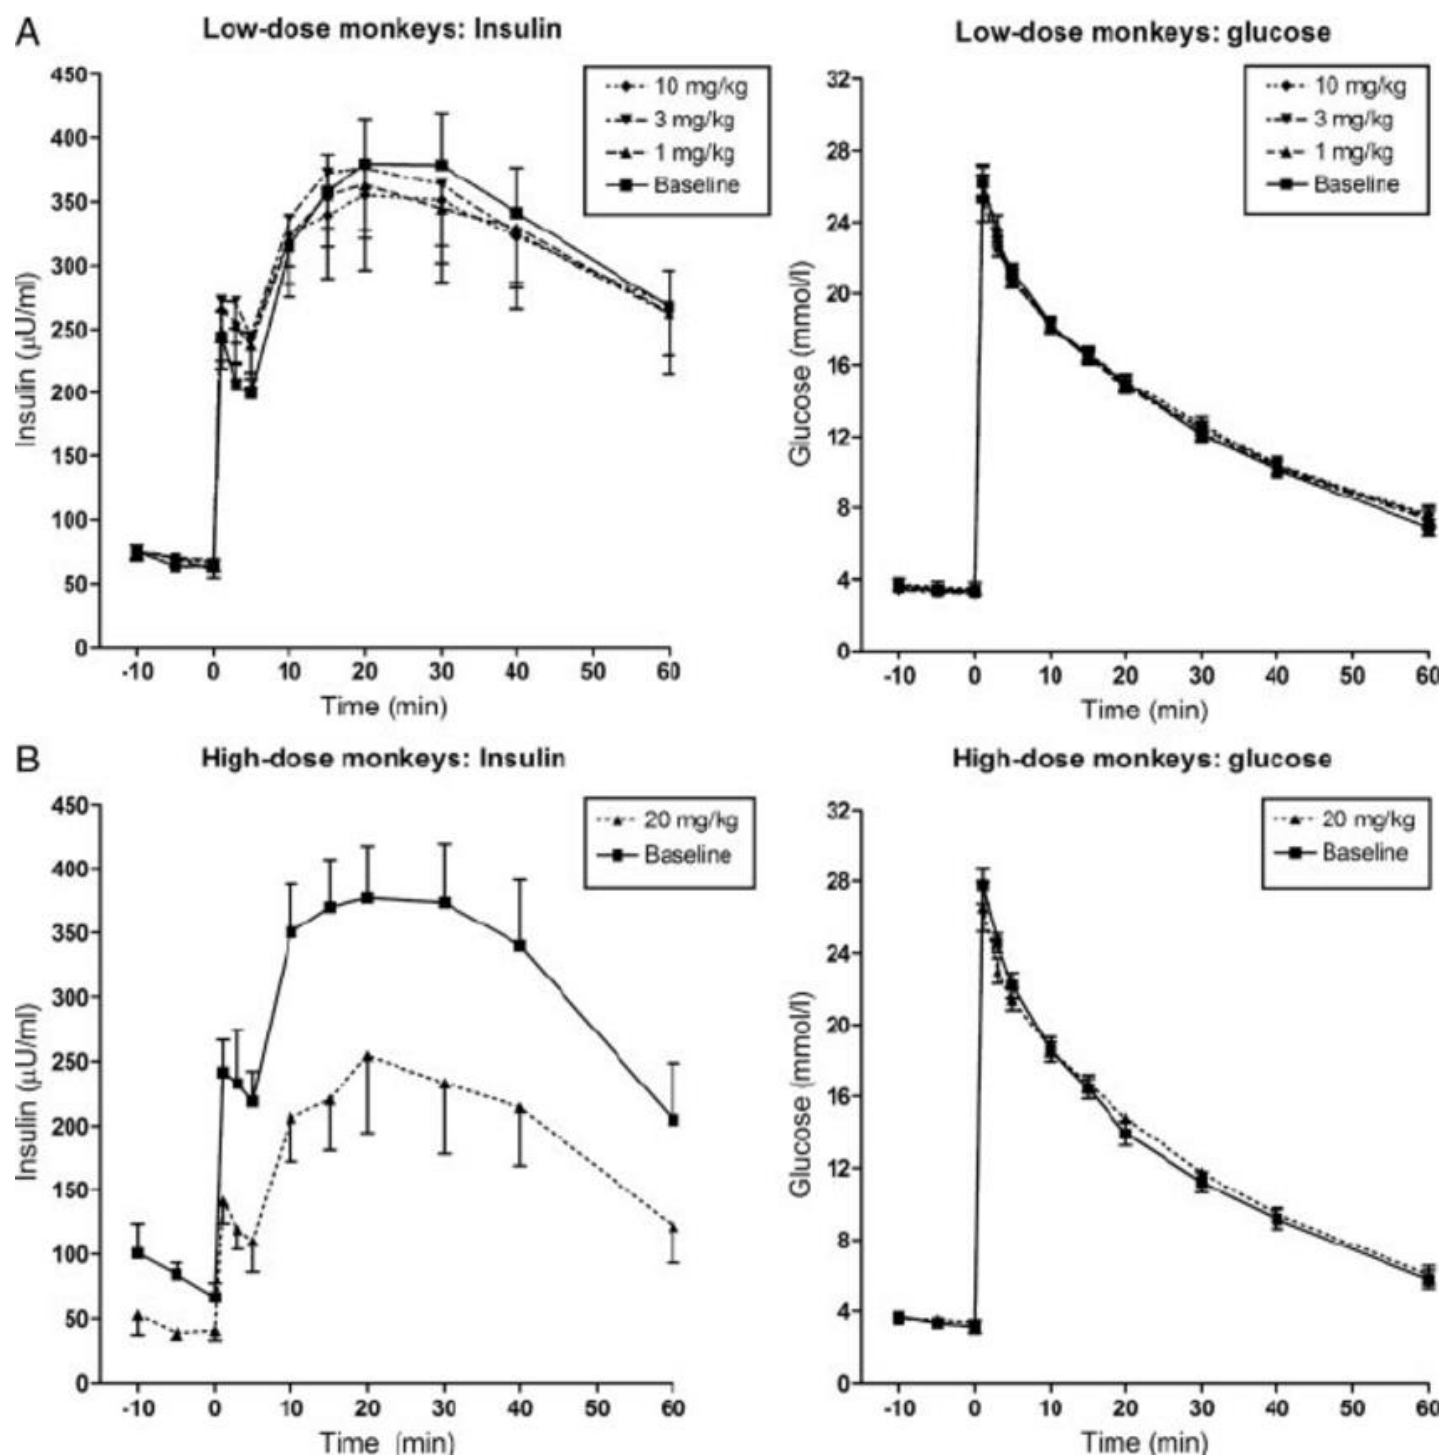 A
Low-dose monkeys: Insulin
450
400
350
300
250
200
150
100
50
0
Insulin (µU/ml)
10 mg/kg
3 mg/kg
1 mg/kg
Baseline
-10 0 10 20 30 40 50 60
Time (min)
Low-dose monkeys: glucose
32
28
24
20
16
12
8
4
0
Glucose (mmol/l)
10 mg/kg
3 mg/kg
1 mg/kg
Baseline
-10 0 10 20 30 40 50 60
Time (min)
B
High-dose monkeys: Insulin
450
400
350
300
250
200
150
100
50
0
Insulin (µU/ml)
20 mg/kg
Baseline
-10 0 10 20 30 40 50 60
Time (min)
High-dose monkeys: glucose
32
28
24
20
16
12
8
4
0
Glucose (mmol/l)
20 mg/kg
Baseline
-10 0 10 20 30 40 50 60
Time (min)